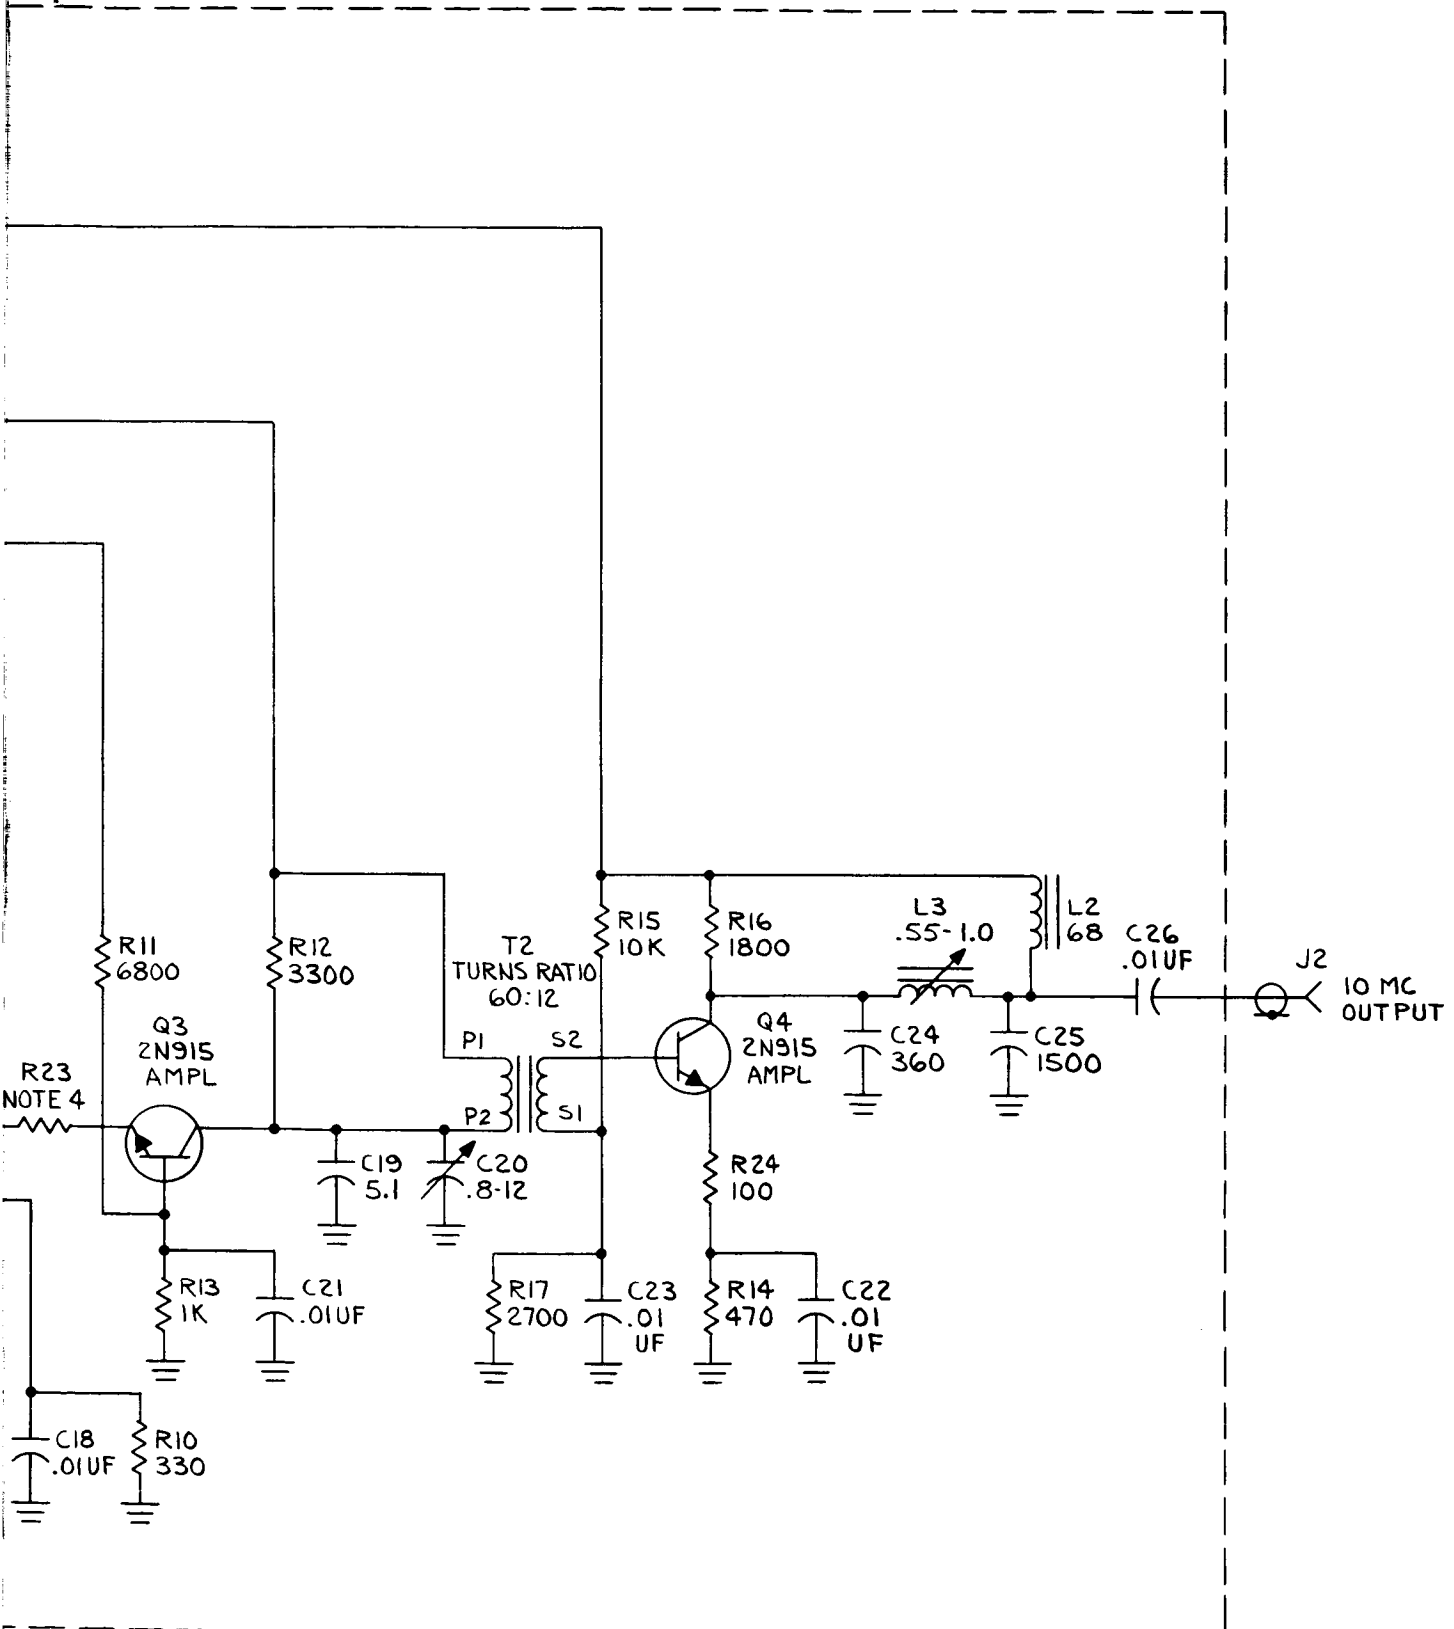 R11
6800
R12
3300
T2
TURNS RATIO
60:12
R15
10K
R16
1800
L3
.55-1.0
L2
68
C26
.01UF
J2
10 MC
OUTPUT
Q3
2N915
AMPL
P1
S2
Q4
2N915
AMPL
C24
360
C25
1500
R23
NOTE 4
P2
S1
C19
5.1
C20
.8-12
R24
100
R13
1K
C21
.01UF
R17
2700
C23
.01
UF
R14
470
C22
.01
UF
C18
.01UF
R10
330